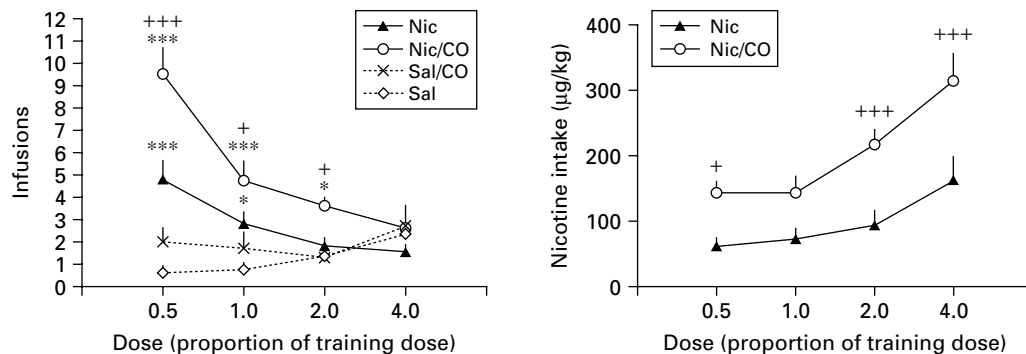 12
11
10
9
8
7
6
5
4
3
2
1
0
Infusions
+++
***
***
+
***
*
+
*
Nic
Nic/CO
Sal/CO
Sal
0.5 1.0 2.0 4.0
Dose (proportion of training dose)
400
300
200
100
0
Nicotine intake (µg/kg)
Nic
Nic/CO
+
+++
+++
0.5 1.0 2.0 4.0
Dose (proportion of training dose)